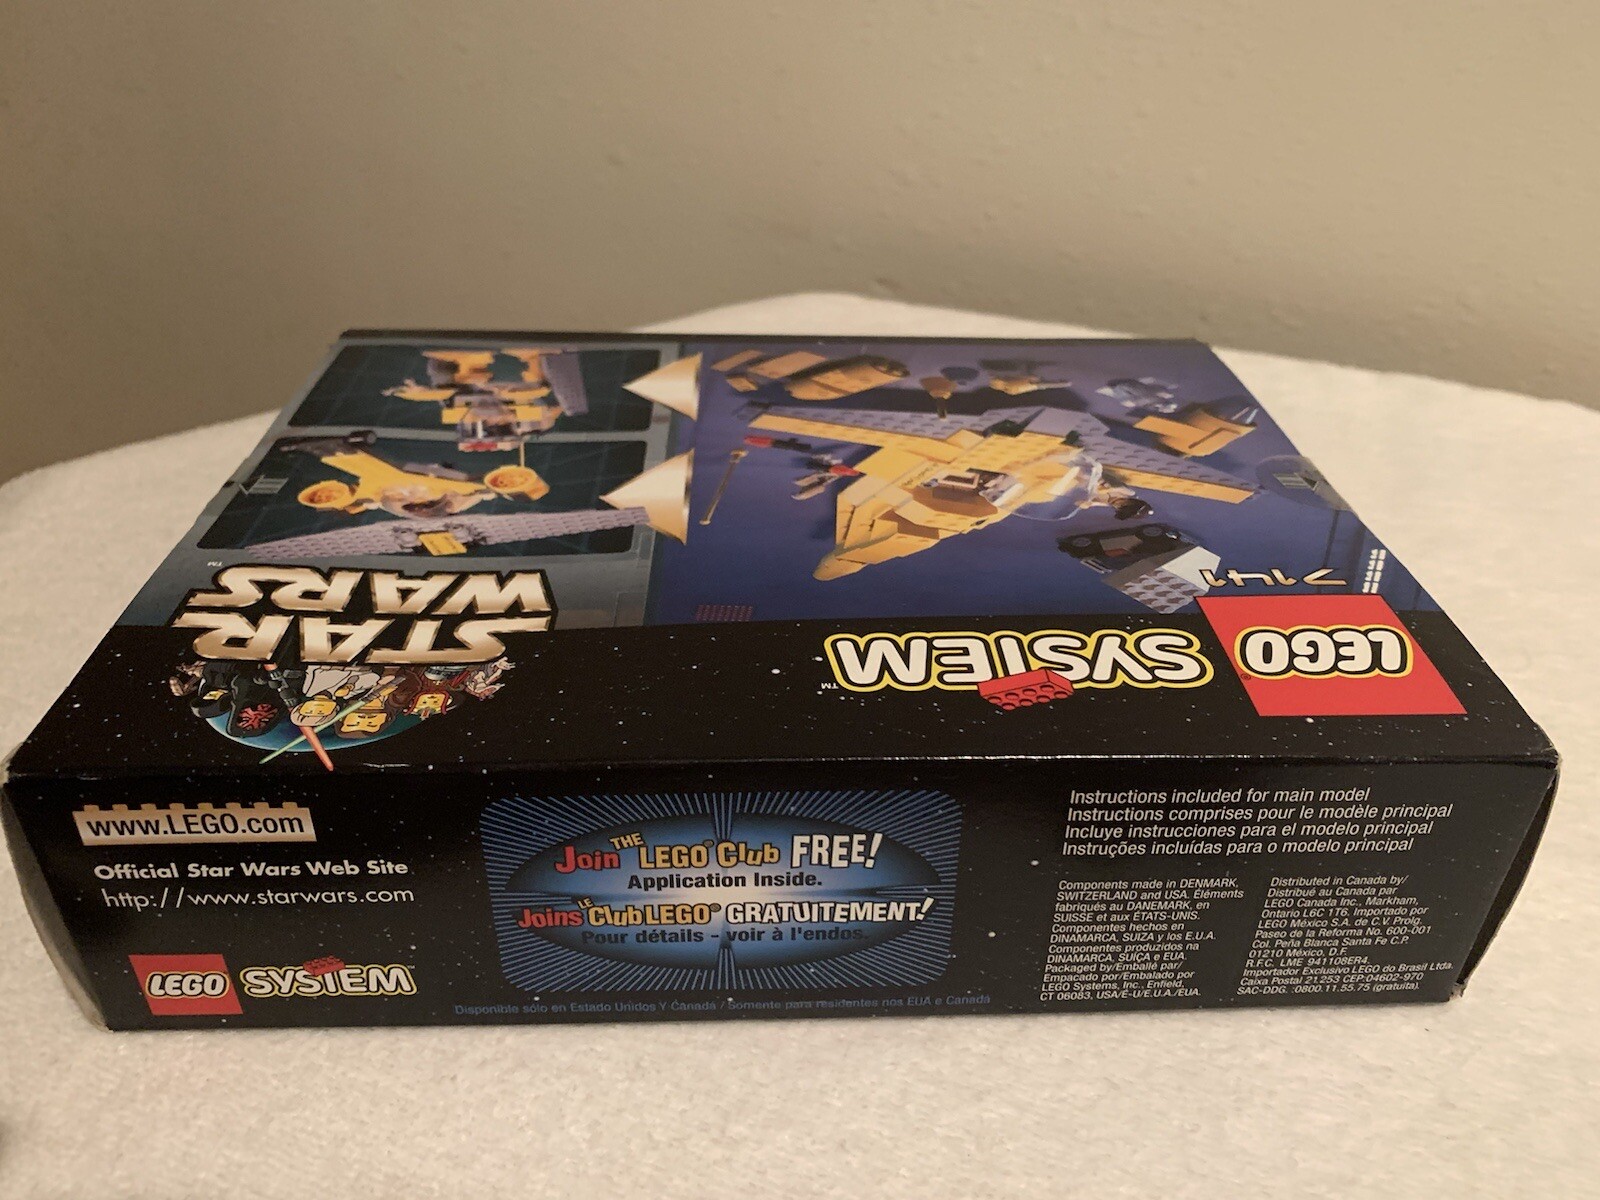 7141
LEGO®
SYSTEM™
STAR
WARS™
www.LEGO.com
Official Star Wars Web Site
http://www.starwars.com
LEGO SYSTEM™
Join THE LEGO® Club FREE!
Application Inside.
Joins LE Club LEGO® GRATUITEMENT!
Pour détails - voir à l'endos.
Disponible sólo en Estado Unidos Y Canadá / Somente para residentes nos EUA e Canadá
Instructions included for main model
Instructions comprises pour le modèle principal
Incluye instrucciones para el modelo principal
Instruções incluídas para o modelo principal
Components made in DENMARK,
SWITZERLAND and USA. Eléments
fabriqués au DANEMARK, en
SUISSE et aux ÉTATS-UNIS.
Componentes hechos en
DINAMARCA, SUIZA y los E.U.A.
Componentes produzidos na
DINAMARCA, SUÍÇA e EUA.
Packaged by/Emballé par/
Empacado por/Embalado por
LEGO Systems, Inc., Enfield,
CT 06083, USA/E-U/E.U.A./EUA.
Distributed in Canada by/
Distribué au Canada par
LEGO Canada Inc., Markham,
Ontario L6C 1T6. Importado por
LEGO México S.A. de C.V. Prolg.
Paseo de la Reforma No. 600-001
Col. Peña Blanca Santa Fe C.P.
01210 México, D.F.
R.F.C. LME 941108ER4.
Importador Exclusivo LEGO do Brasil Ltda.
Caixa Postal 21.253 CEP:04602-970
SAC-DDG. :0800.11.55.75 (gratuita).